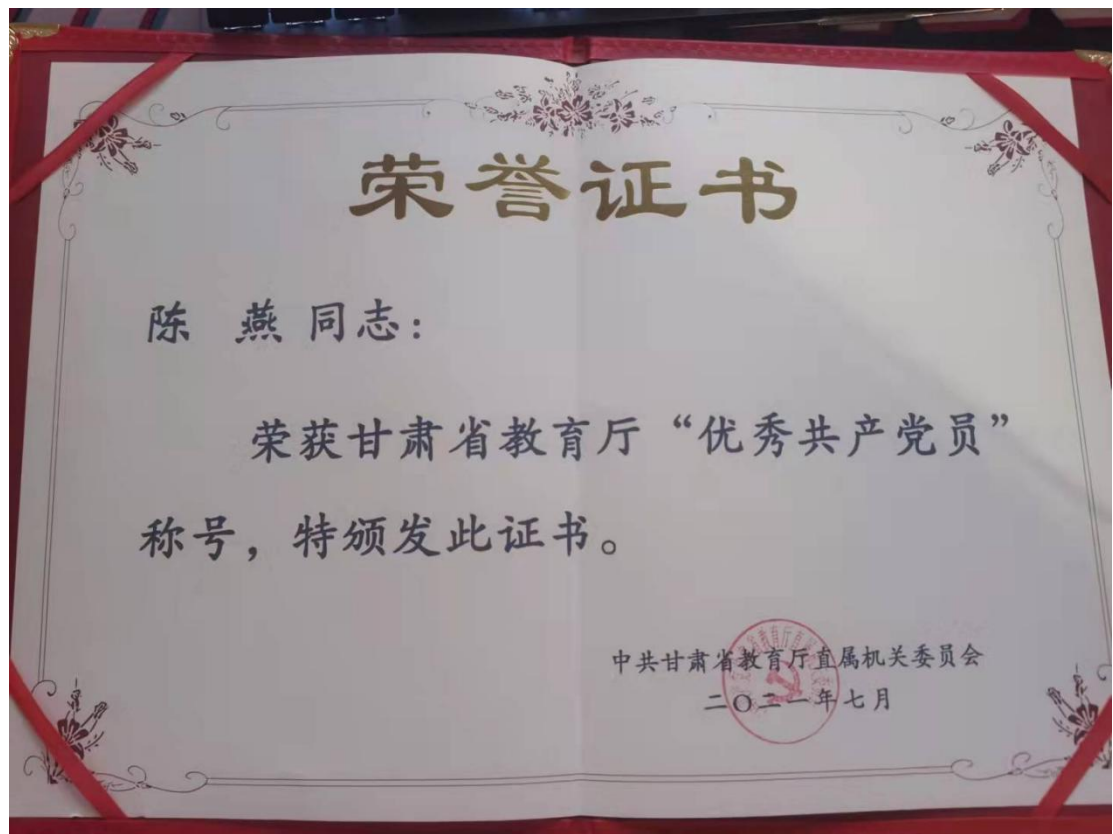 荣誉证书
陈 燕 同志：
荣获甘肃省教育厅“优秀共产党员”
称号，特颁发此证书。
中共甘肃省教育厅直属机关委员会
二〇二一年七月